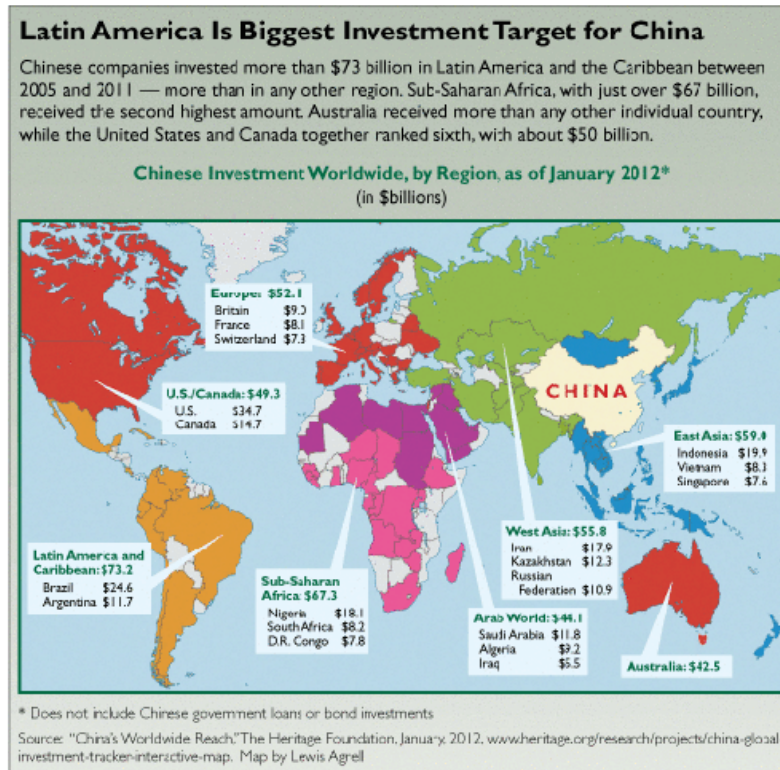 Latin America Is Biggest Investment Target for China
Chinese companies invested more than $73 billion in Latin America and the Caribbean between
2005 and 2011 — more than in any other region. Sub-Saharan Africa, with just over $67 billion,
received the second highest amount. Australia received more than any other individual country,
while the United States and Canada together ranked sixth, with about $50 billion.
Chinese Investment Worldwide, by Region, as of January 2012*
(in $billions)
Europe: $52.1
Britain $9.0
France $8.1
Switzerland $7.3
U.S./Canada: $49.3
U.S. $34.7
Canada $14.7
CHINA
East Asia: $59.0
Indonesia $19.9
Vietnam $8.3
Singapore $7.6
West Asia: $55.8
Iran $17.9
Kazakhstan $12.3
Russian
Federation $10.9
Latin America and
Caribbean: $73.2
Brazil $24.6
Argentina $11.7
Sub-Saharan
Africa: $67.3
Nigeria $18.1
South Africa $8.2
D.R. Congo $7.8
Arab World: $44.1
Saudi Arabia $11.8
Algeria $9.2
Iraq $5.5
Australia: $42.5
* Does not include Chinese government loans or bond investments
Source: "China's Worldwide Reach," The Heritage Foundation, January, 2012, www.heritage.org/research/projects/china-global
investment-tracker-interactive-map. Map by Lewis Agrell